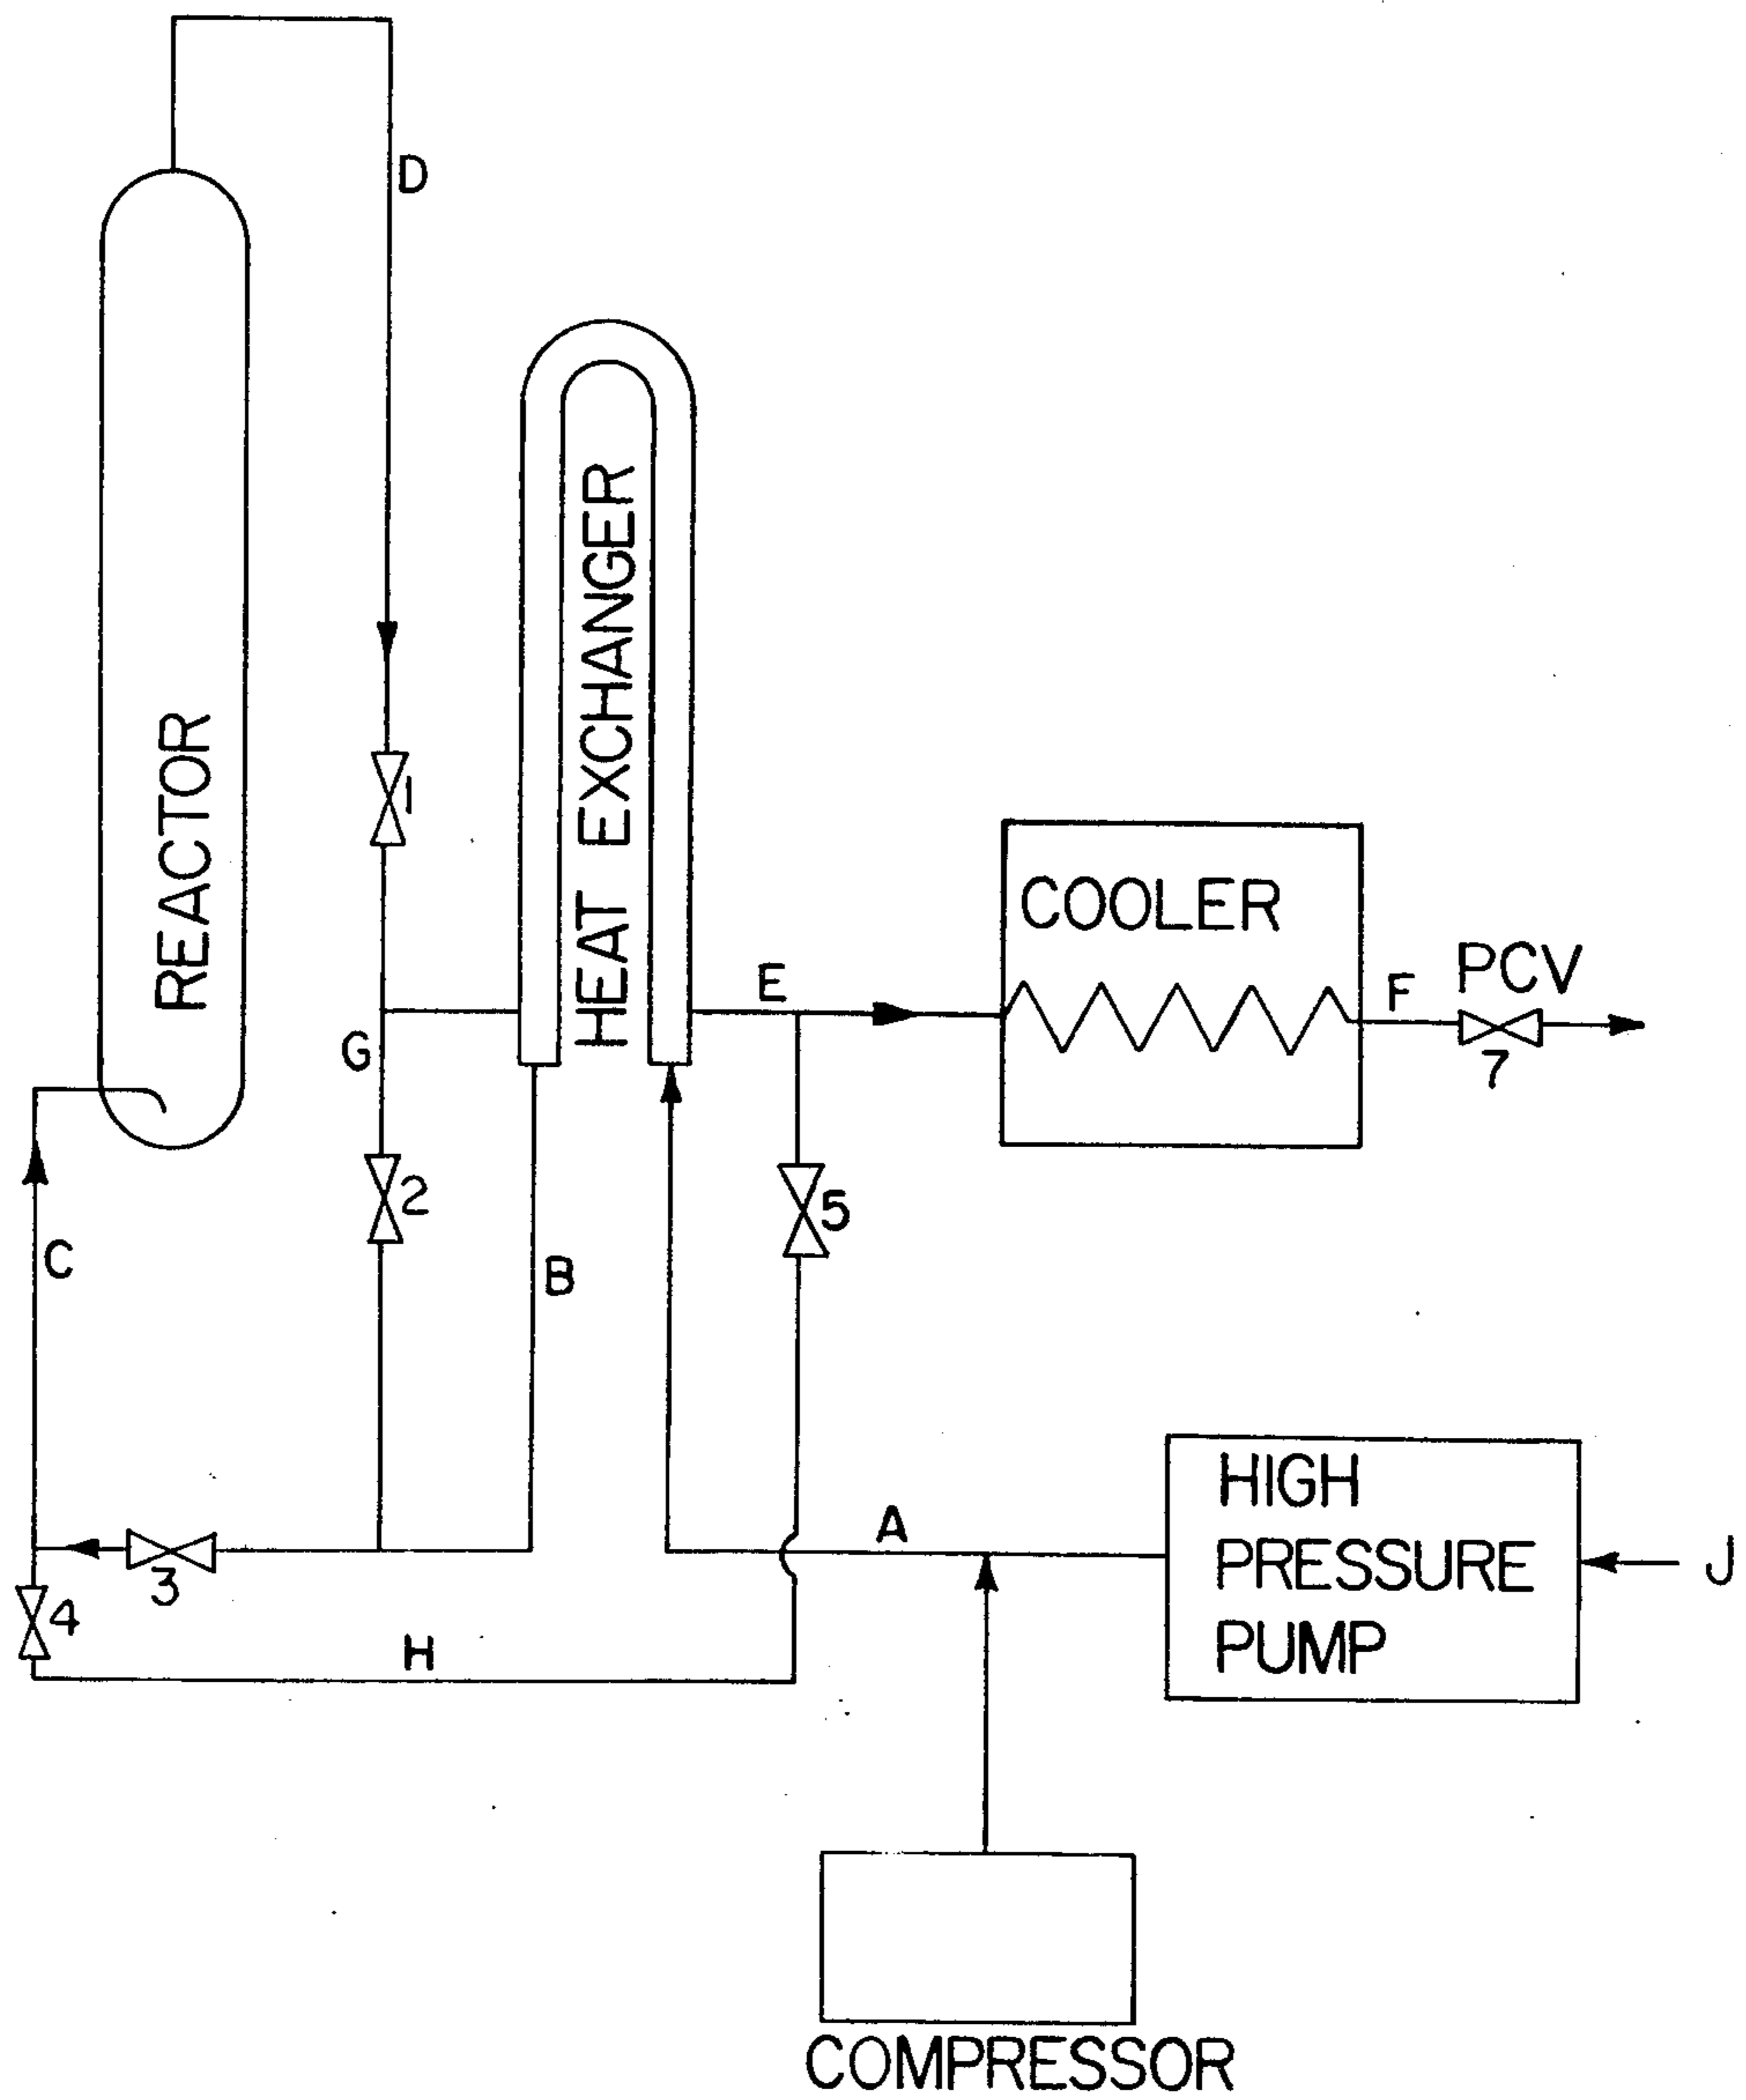 D
REACTOR
1
HEAT EXCHANGER
COOLER
E
F
PCV
7
G
2
5
C
B
3
4
H
A
HIGH
PRESSURE
PUMP
J
COMPRESSOR